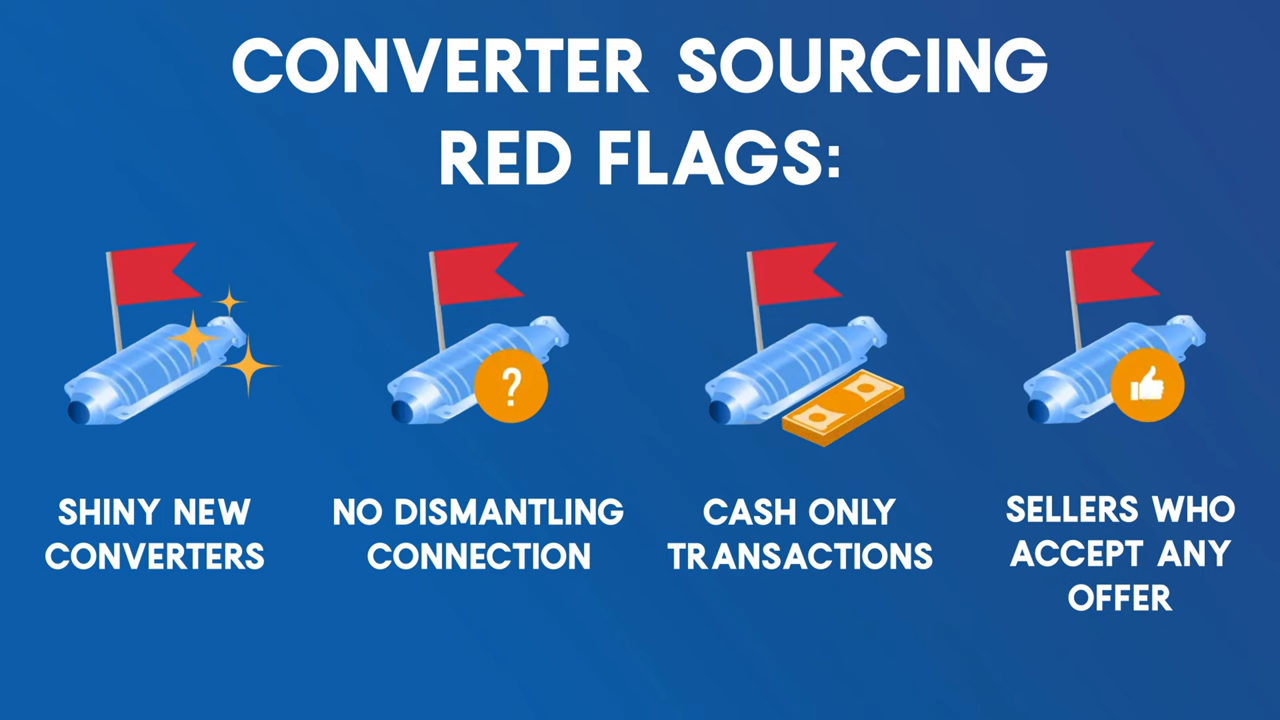 CONVERTER SOURCING
RED FLAGS:
?
SHINY NEW
CONVERTERS
NO DISMANTLING
CONNECTION
CASH ONLY
TRANSACTIONS
SELLERS WHO
ACCEPT ANY
OFFER